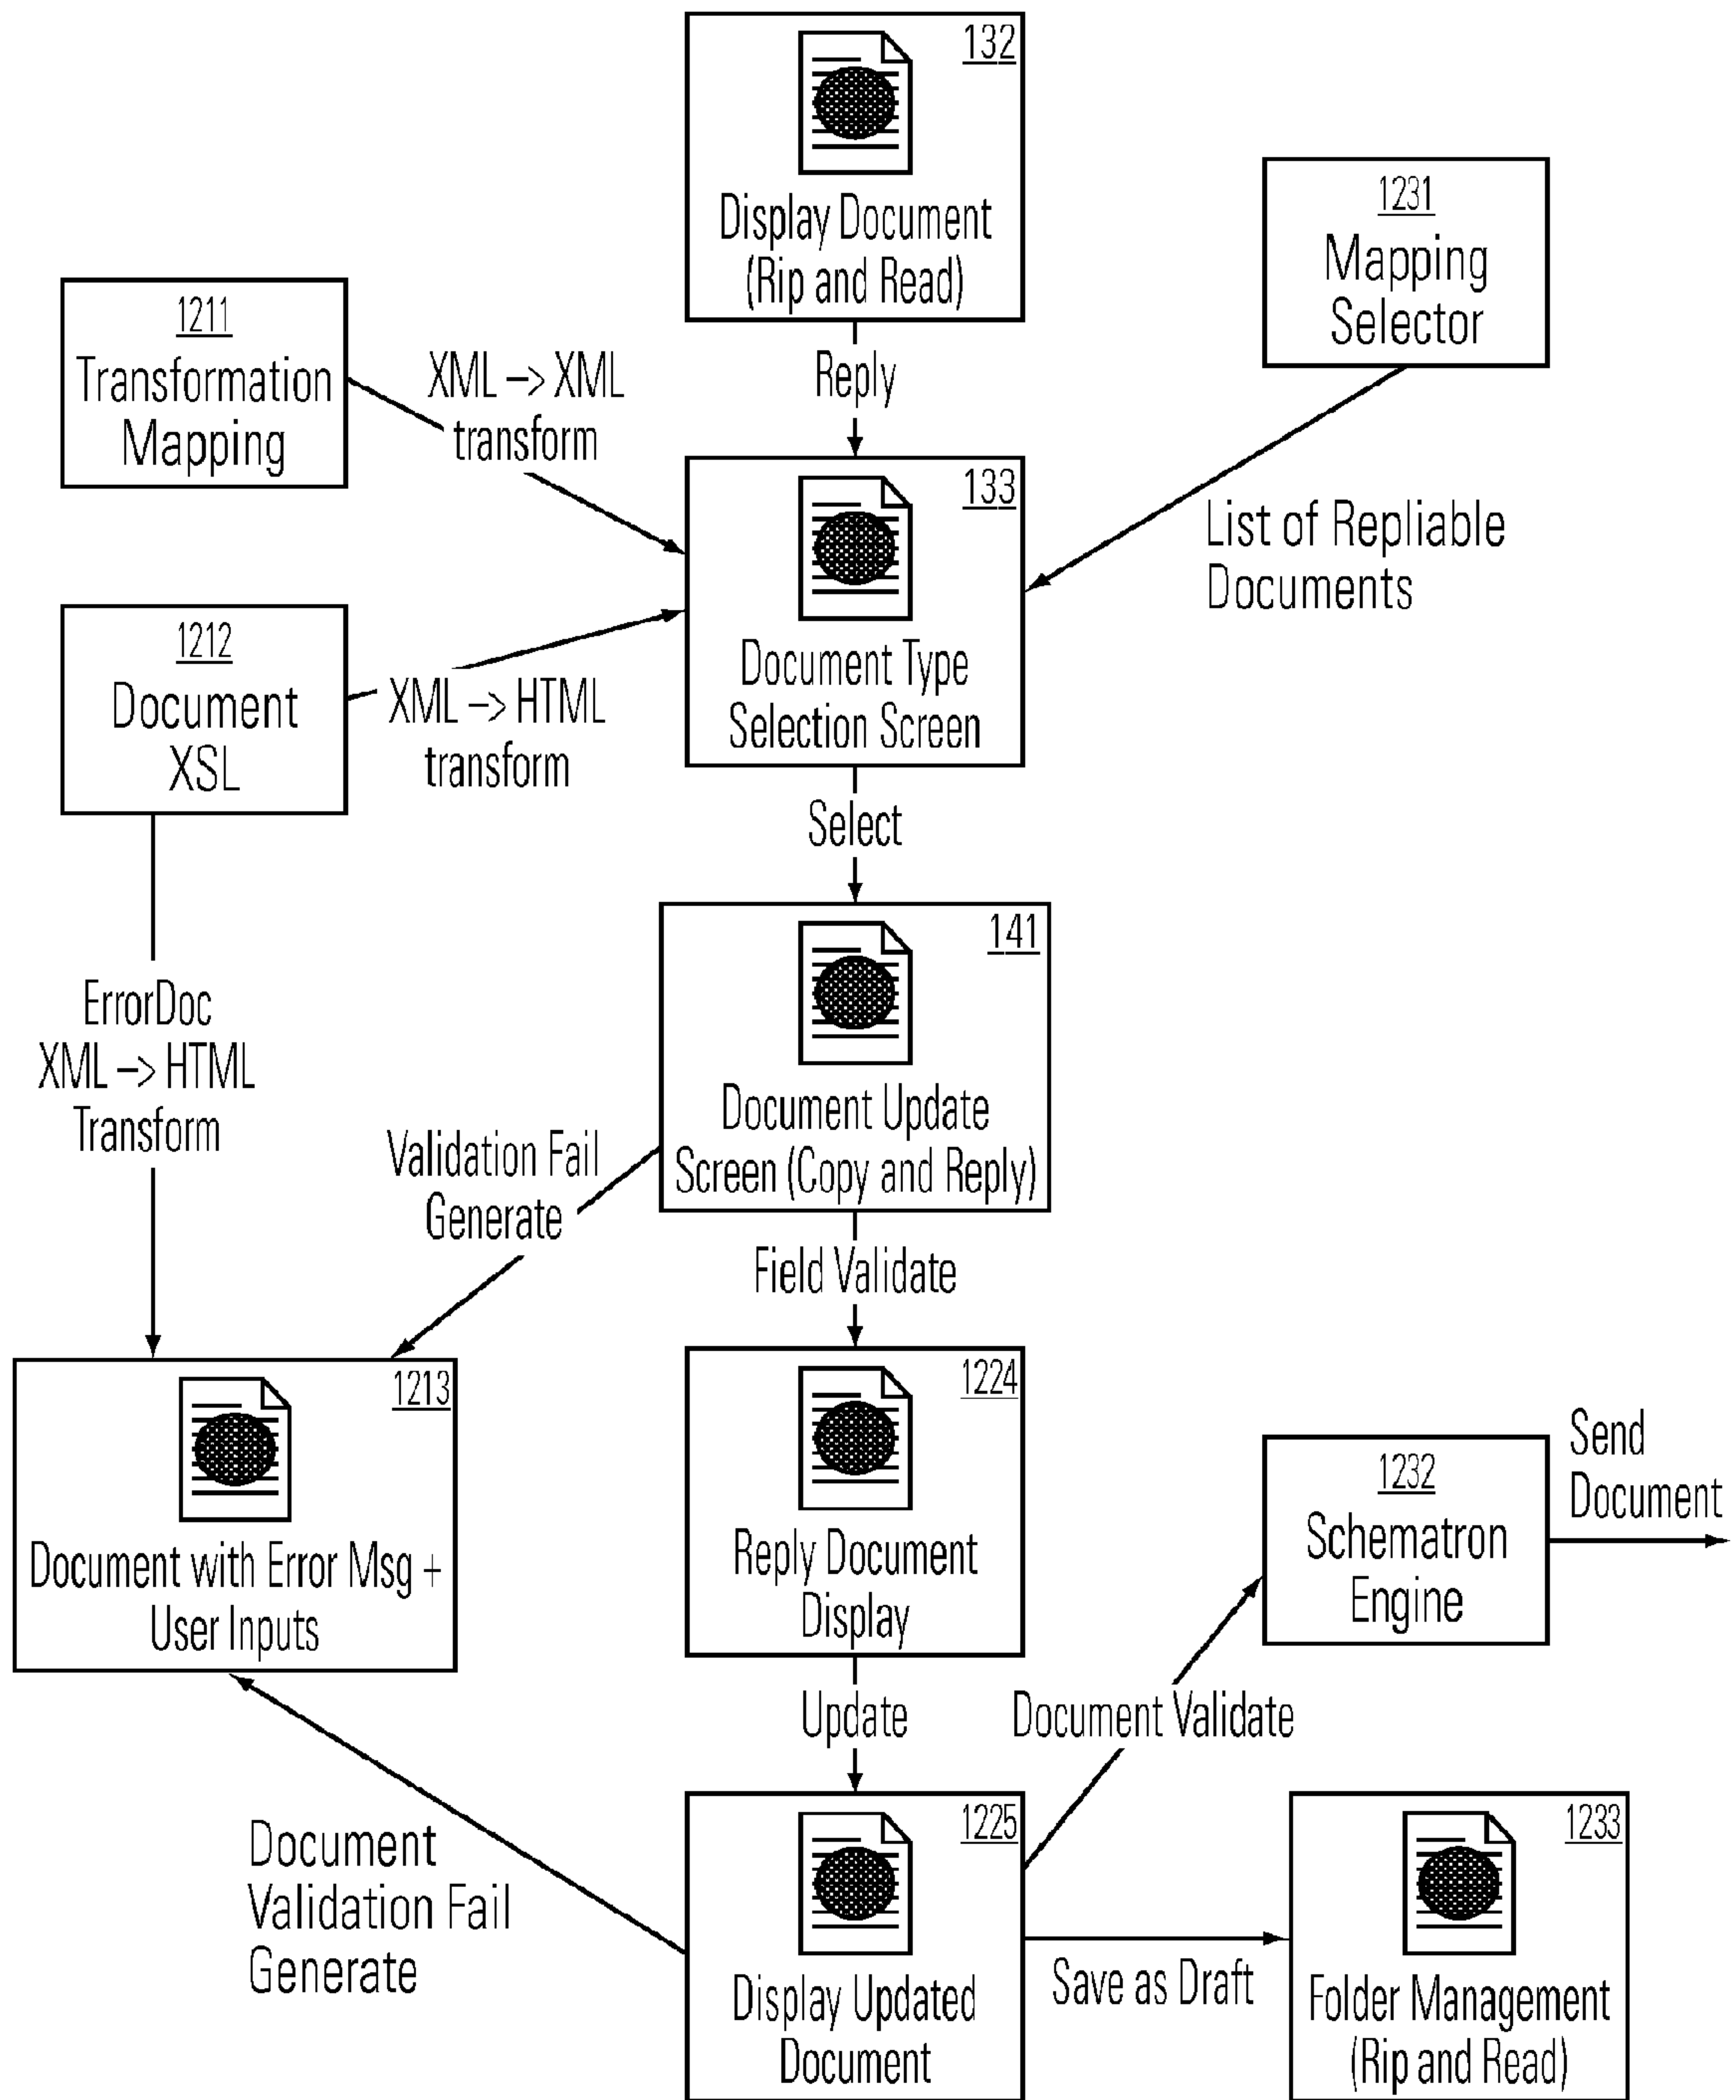 132
Display Document
(Rip and Read)
1231
Mapping
Selector
1211
Transformation
Mapping
XML –> XML
transform
Reply
133
Document Type
Selection Screen
List of Repliable
Documents
1212
Document
XSL
XML –> HTML
transform
Select
141
Document Update
Screen (Copy and Reply)
ErrorDoc
XML –> HTML
Transform
Validation Fail
Generate
Field Validate
1213
Document with Error Msg +
User Inputs
1224
Reply Document
Display
1232
Schematron
Engine
Send
Document
Update
Document Validate
Document
Validation Fail
Generate
1225
Display Updated
Document
Save as Draft
1233
Folder Management
(Rip and Read)